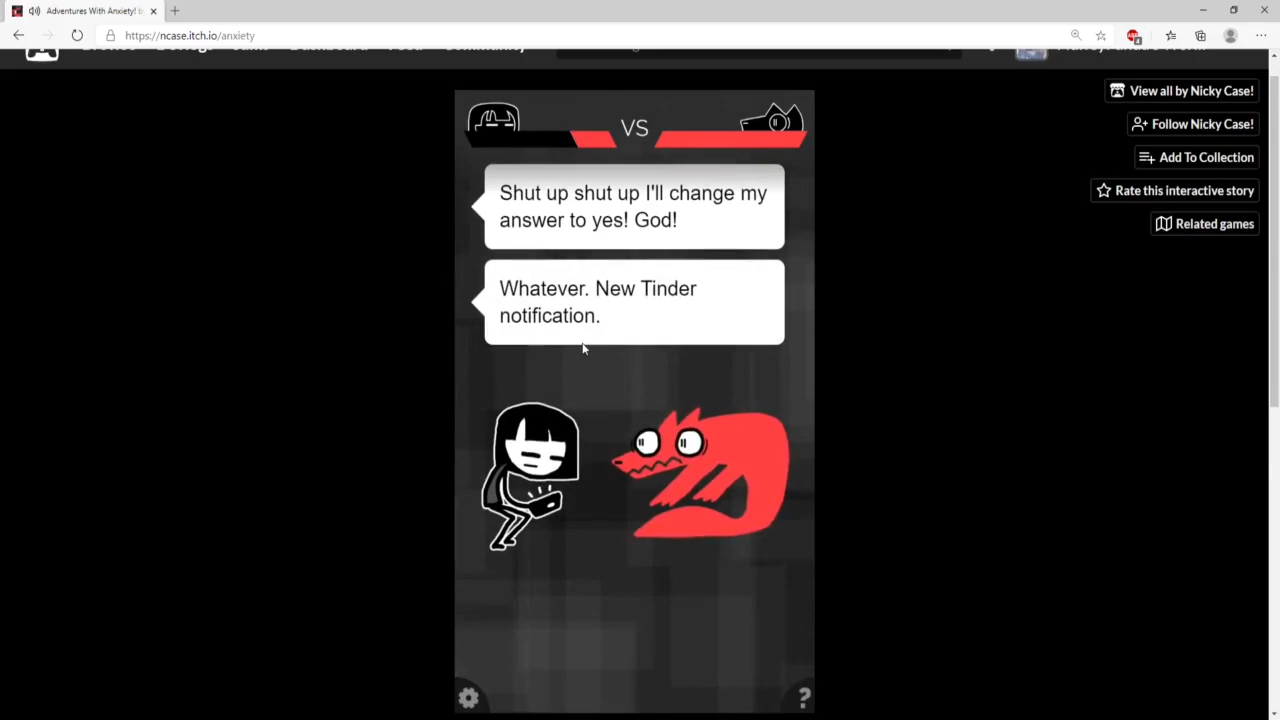 Adventures With Anxiety! b
https://ncase.itch.io/anxiety
View all by Nicky Case!
Follow Nicky Case!
Add To Collection
Rate this interactive story
Related games
VS
Shut up shut up I'll change my
answer to yes! God!
Whatever. New Tinder
notification.
?